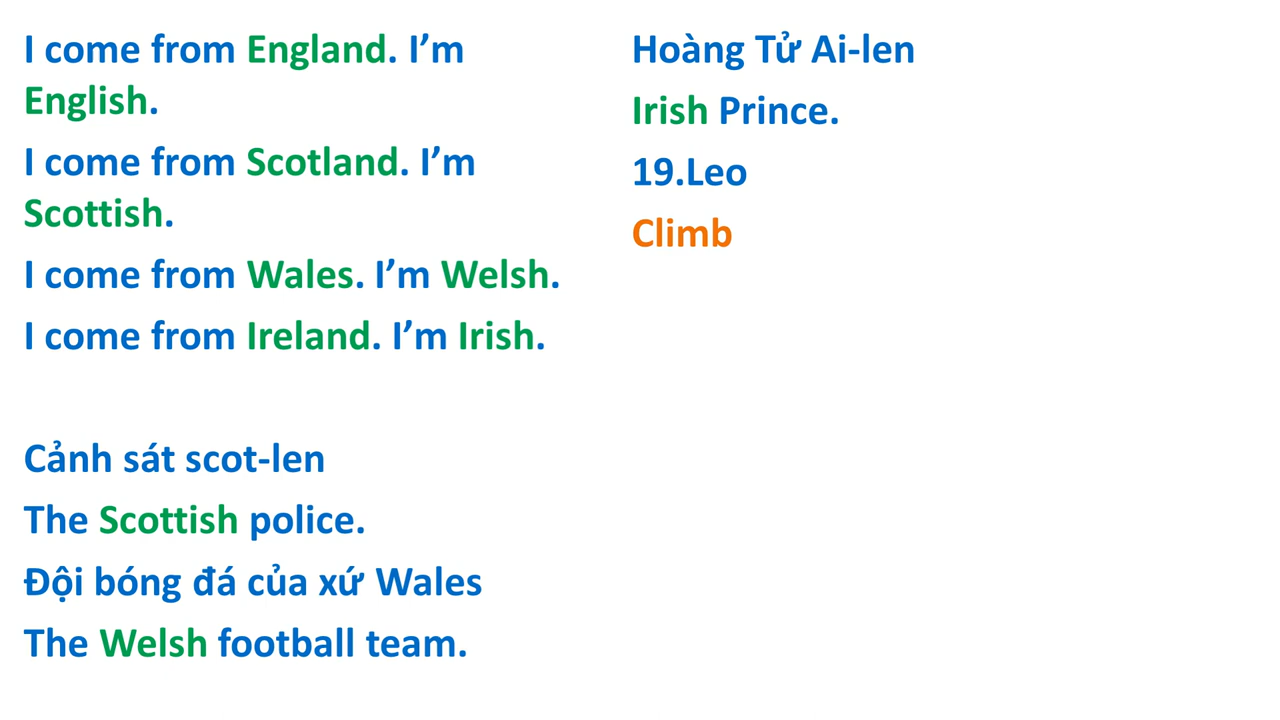 I come from England. I’m
English.
I come from Scotland. I’m
Scottish.
I come from Wales. I’m Welsh.
I come from Ireland. I’m Irish.
Cảnh sát scot-len
The Scottish police.
Đội bóng đá của xứ Wales
The Welsh football team.
Hoàng Tử Ai-len
Irish Prince.
19.Leo
Climb